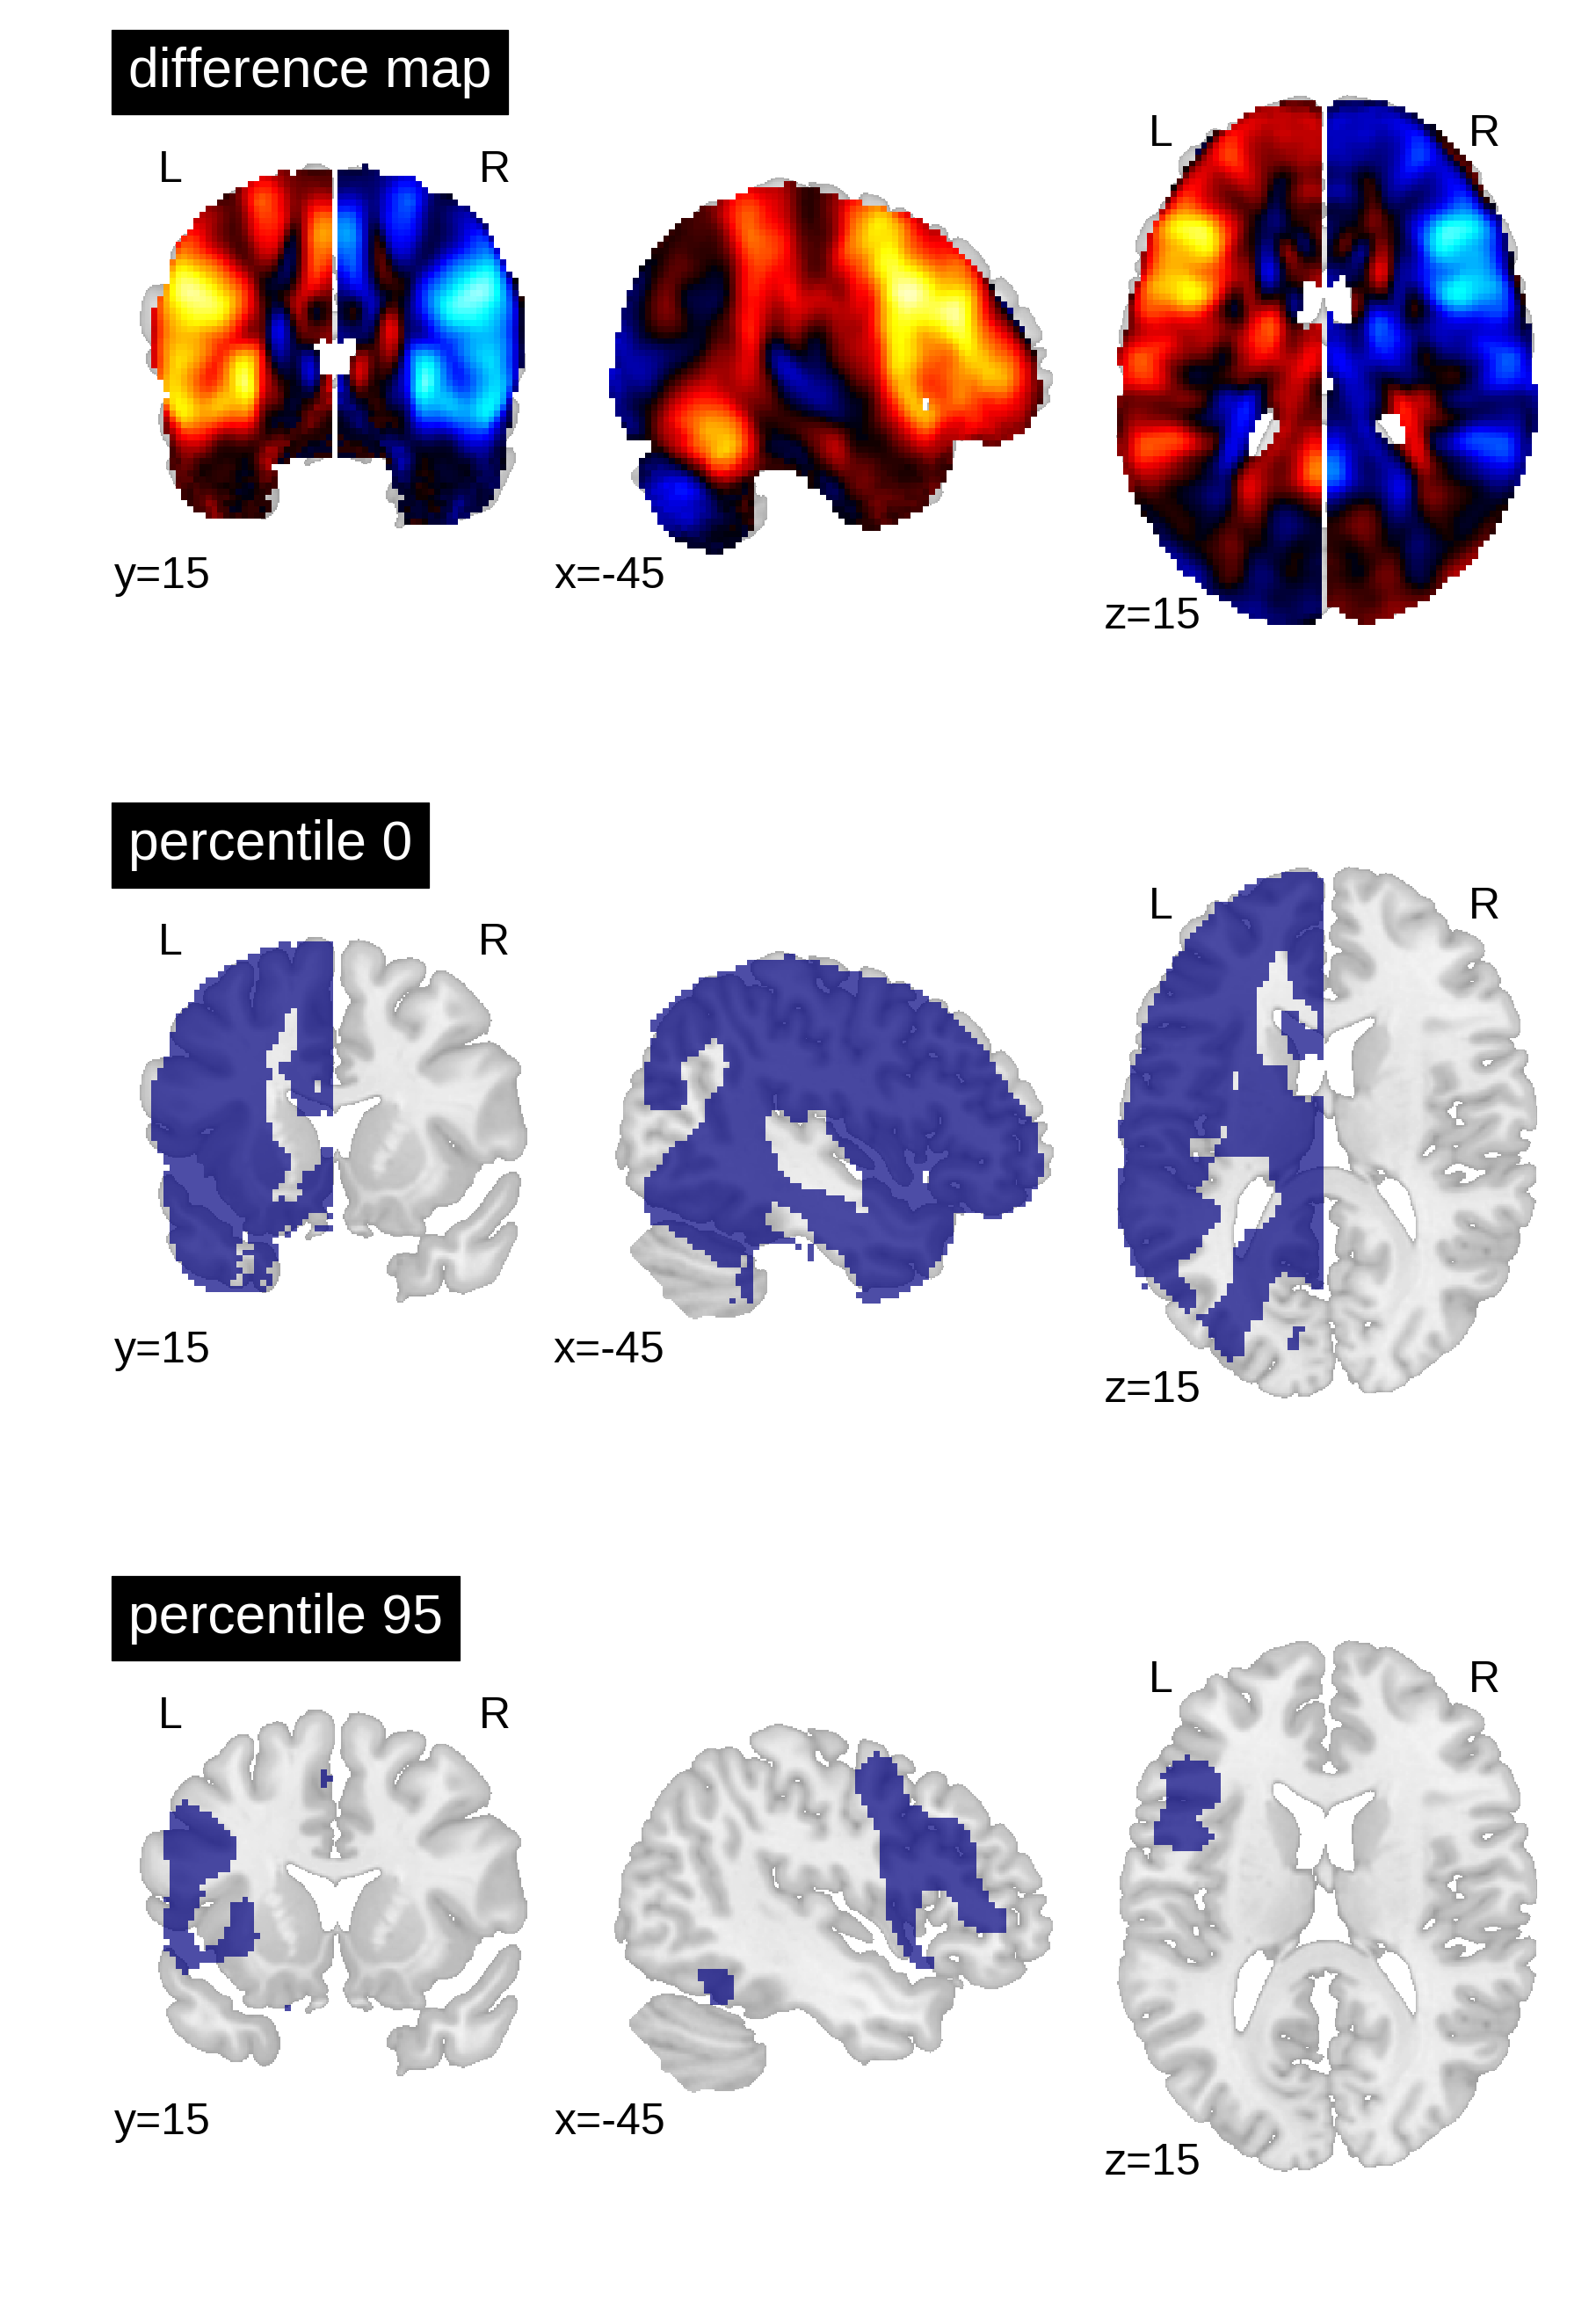 difference map
L R
L R
y=15
x=-45
z=15
percentile 0
L R
L R
y=15
x=-45
z=15
percentile 95
L R
L R
y=15
x=-45
z=15